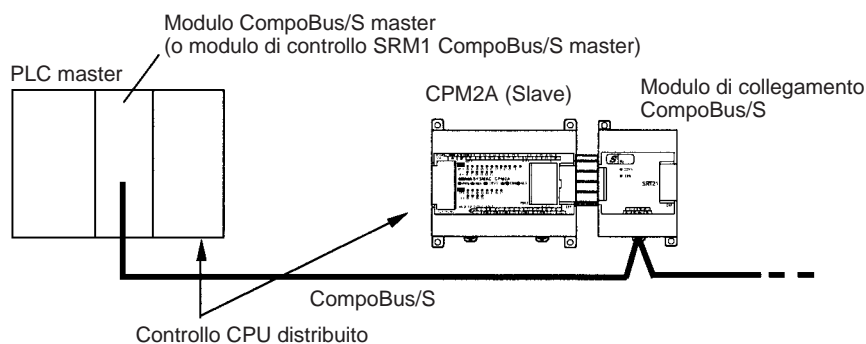 Modulo CompoBus/S master
(o modulo di controllo SRM1 CompoBus/S master)
PLC master
CPM2A (Slave)
Modulo di collegamento
CompoBus/S
SRT21
CompoBus/S
Controllo CPU distribuito